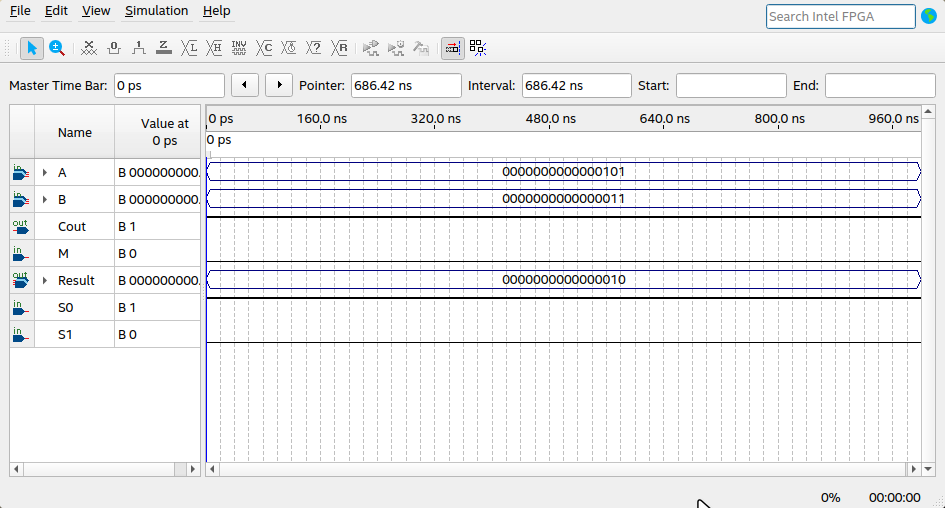 File Edit View Simulation Help
Search Intel FPGA
Master Time Bar: 0 ps Pointer: 686.42 ns Interval: 686.42 ns Start: End:
Name Value at 0 ps
0 ps 160.0 ns 320.0 ns 480.0 ns 640.0 ns 800.0 ns 960.0 ns
0 ps
in A B 000000000 0000000000000101
in B B 000000000 0000000000000011
out Cout B 1
in M B 0
out Result B 000000000 0000000000000010
in S0 B 1
in S1 B 0
0% 00:00:00